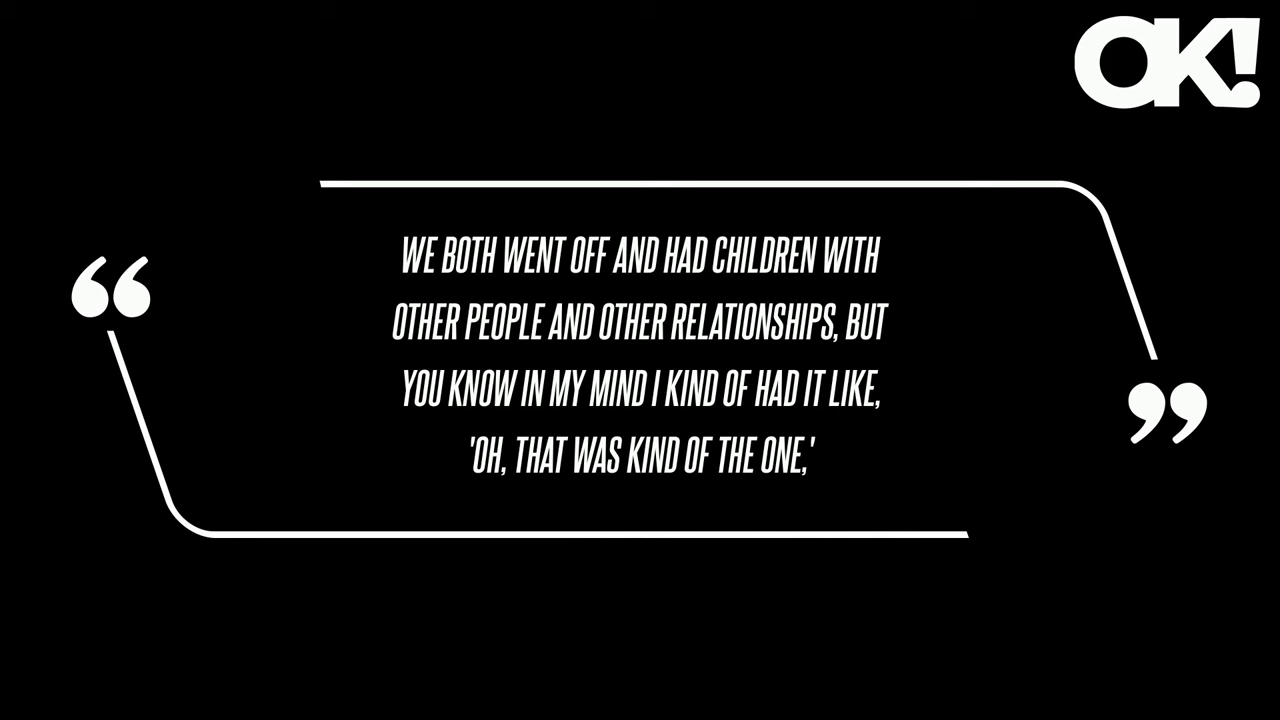 OK!
“
WE BOTH WENT OFF AND HAD CHILDREN WITH
OTHER PEOPLE AND OTHER RELATIONSHIPS, BUT
YOU KNOW IN MY MIND I KIND OF HAD IT LIKE,
'OH, THAT WAS KIND OF THE ONE,'
”